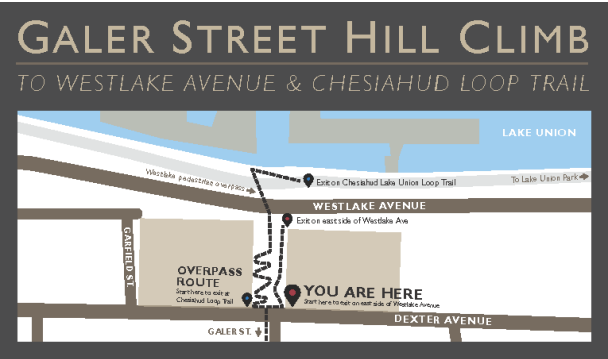 GALER STREET HILL CLIMB
TO WESTLAKE AVENUE & CHESIAHUD LOOP TRAIL
LAKE UNION
Westlake pedestrian overpass
Exit on Chesiahud Lake Union Loop Trail
To Lake Union Park
WESTLAKE AVENUE
Exit on east side of Westlake Ave
GARFIELD ST.
OVERPASS
ROUTE
Start here to exit at
Chesiahud Loop Trail
YOU ARE HERE
Start here to exit on east side of Westlake Avenue
DEXTER AVENUE
GALER ST.